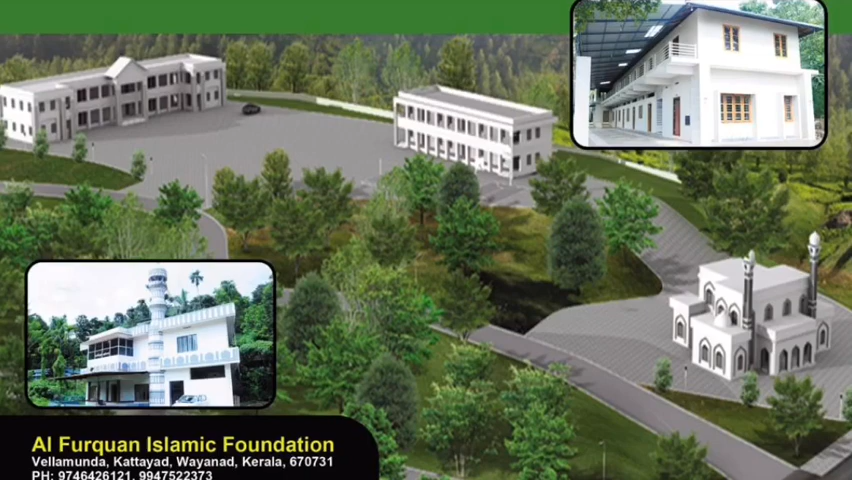 Al Furquan Islamic Foundation
Vellamunda, Kattayad, Wayanad, Kerala, 670731
PH: 9746426121, 9947522373